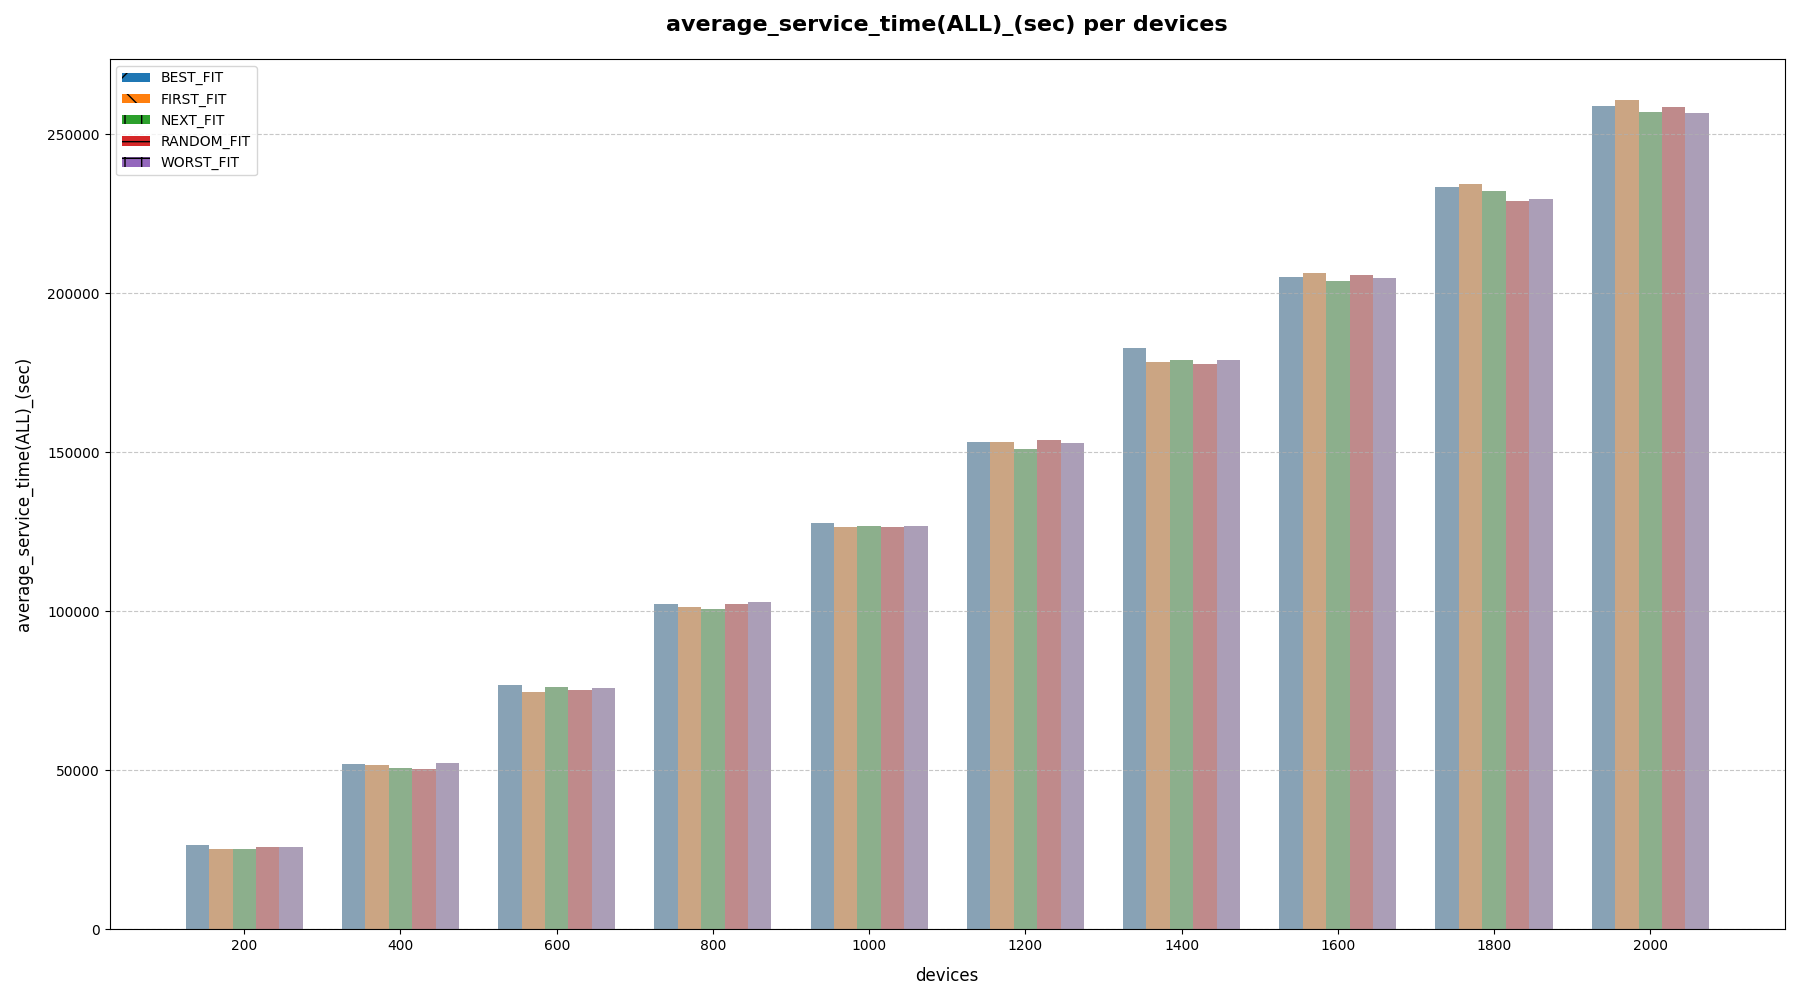 average_service_time(ALL)_(sec) per devices
BEST_FIT
FIRST_FIT
NEXT_FIT
RANDOM_FIT
WORST_FIT
250000
200000
150000
100000
50000
0
average_service_time(ALL)_(sec)
200 400 600 800 1000 1200 1400 1600 1800 2000
devices